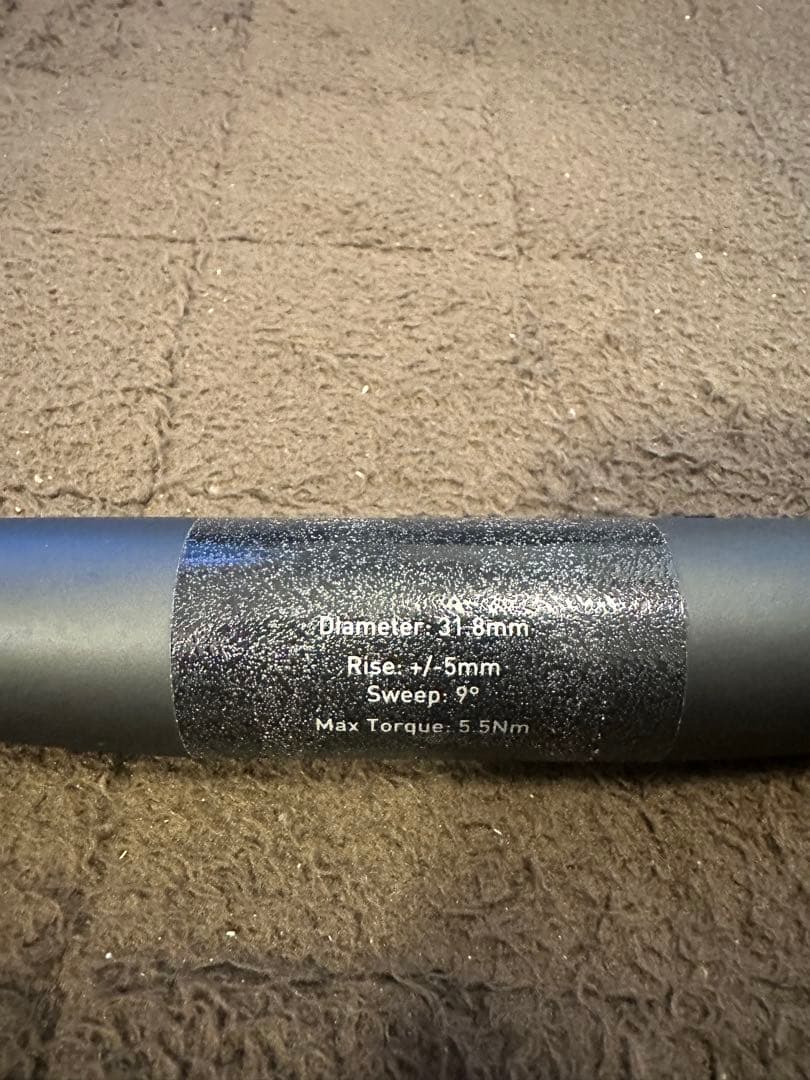 Diameter: 31.8mm
Rise: +/-5mm
Sweep: 9°
Max Torque: 5.5Nm